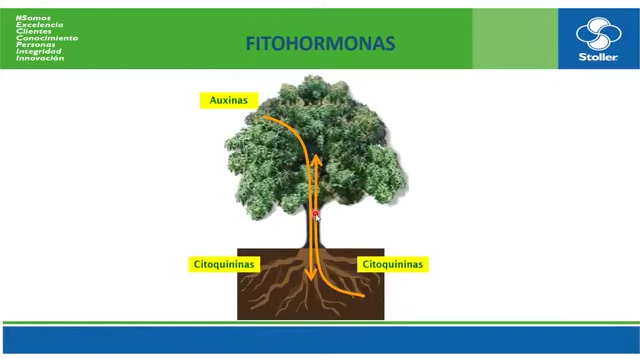 #Somos
Excelencia
Clientes
Conocimiento
Personas
Integridad
Innovación
FITOHORMONAS
Stoller
Auxinas
Citoquininas
Citoquininas